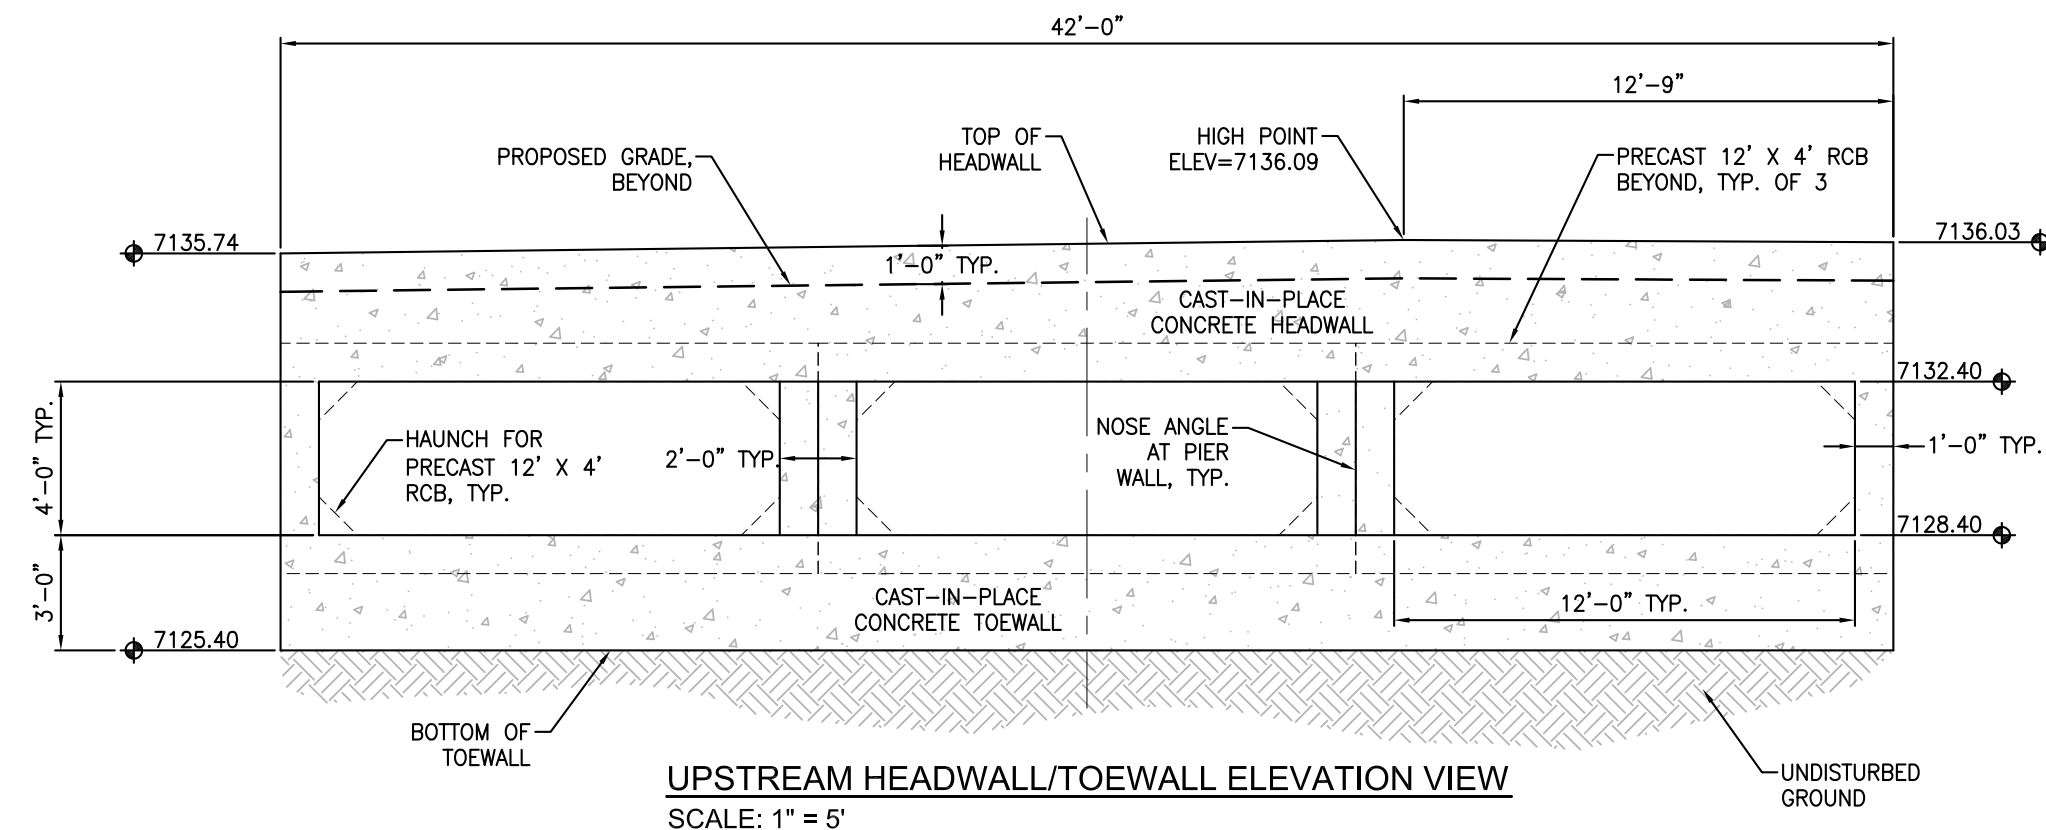 42'-0"
12'-9"
TOP OF
HEADWALL
HIGH POINT
ELEV=7136.09
PROPOSED GRADE,
BEYOND
PRECAST 12' X 4' RCB
BEYOND, TYP. OF 3
7135.74
7136.03
1'-0" TYP.
CAST-IN-PLACE
CONCRETE HEADWALL
7132.40
4'-0" TYP.
HAUNCH FOR
PRECAST 12' X 4'
RCB, TYP.
2'-0" TYP.
NOSE ANGLE
AT PIER
WALL, TYP.
1'-0" TYP.
7128.40
3'-0"
CAST-IN-PLACE
CONCRETE TOEWALL
12'-0" TYP.
7125.40
BOTTOM OF
TOEWALL
UNDISTURBED
GROUND
UPSTREAM HEADWALL/TOEWALL ELEVATION VIEW
SCALE: 1" = 5'